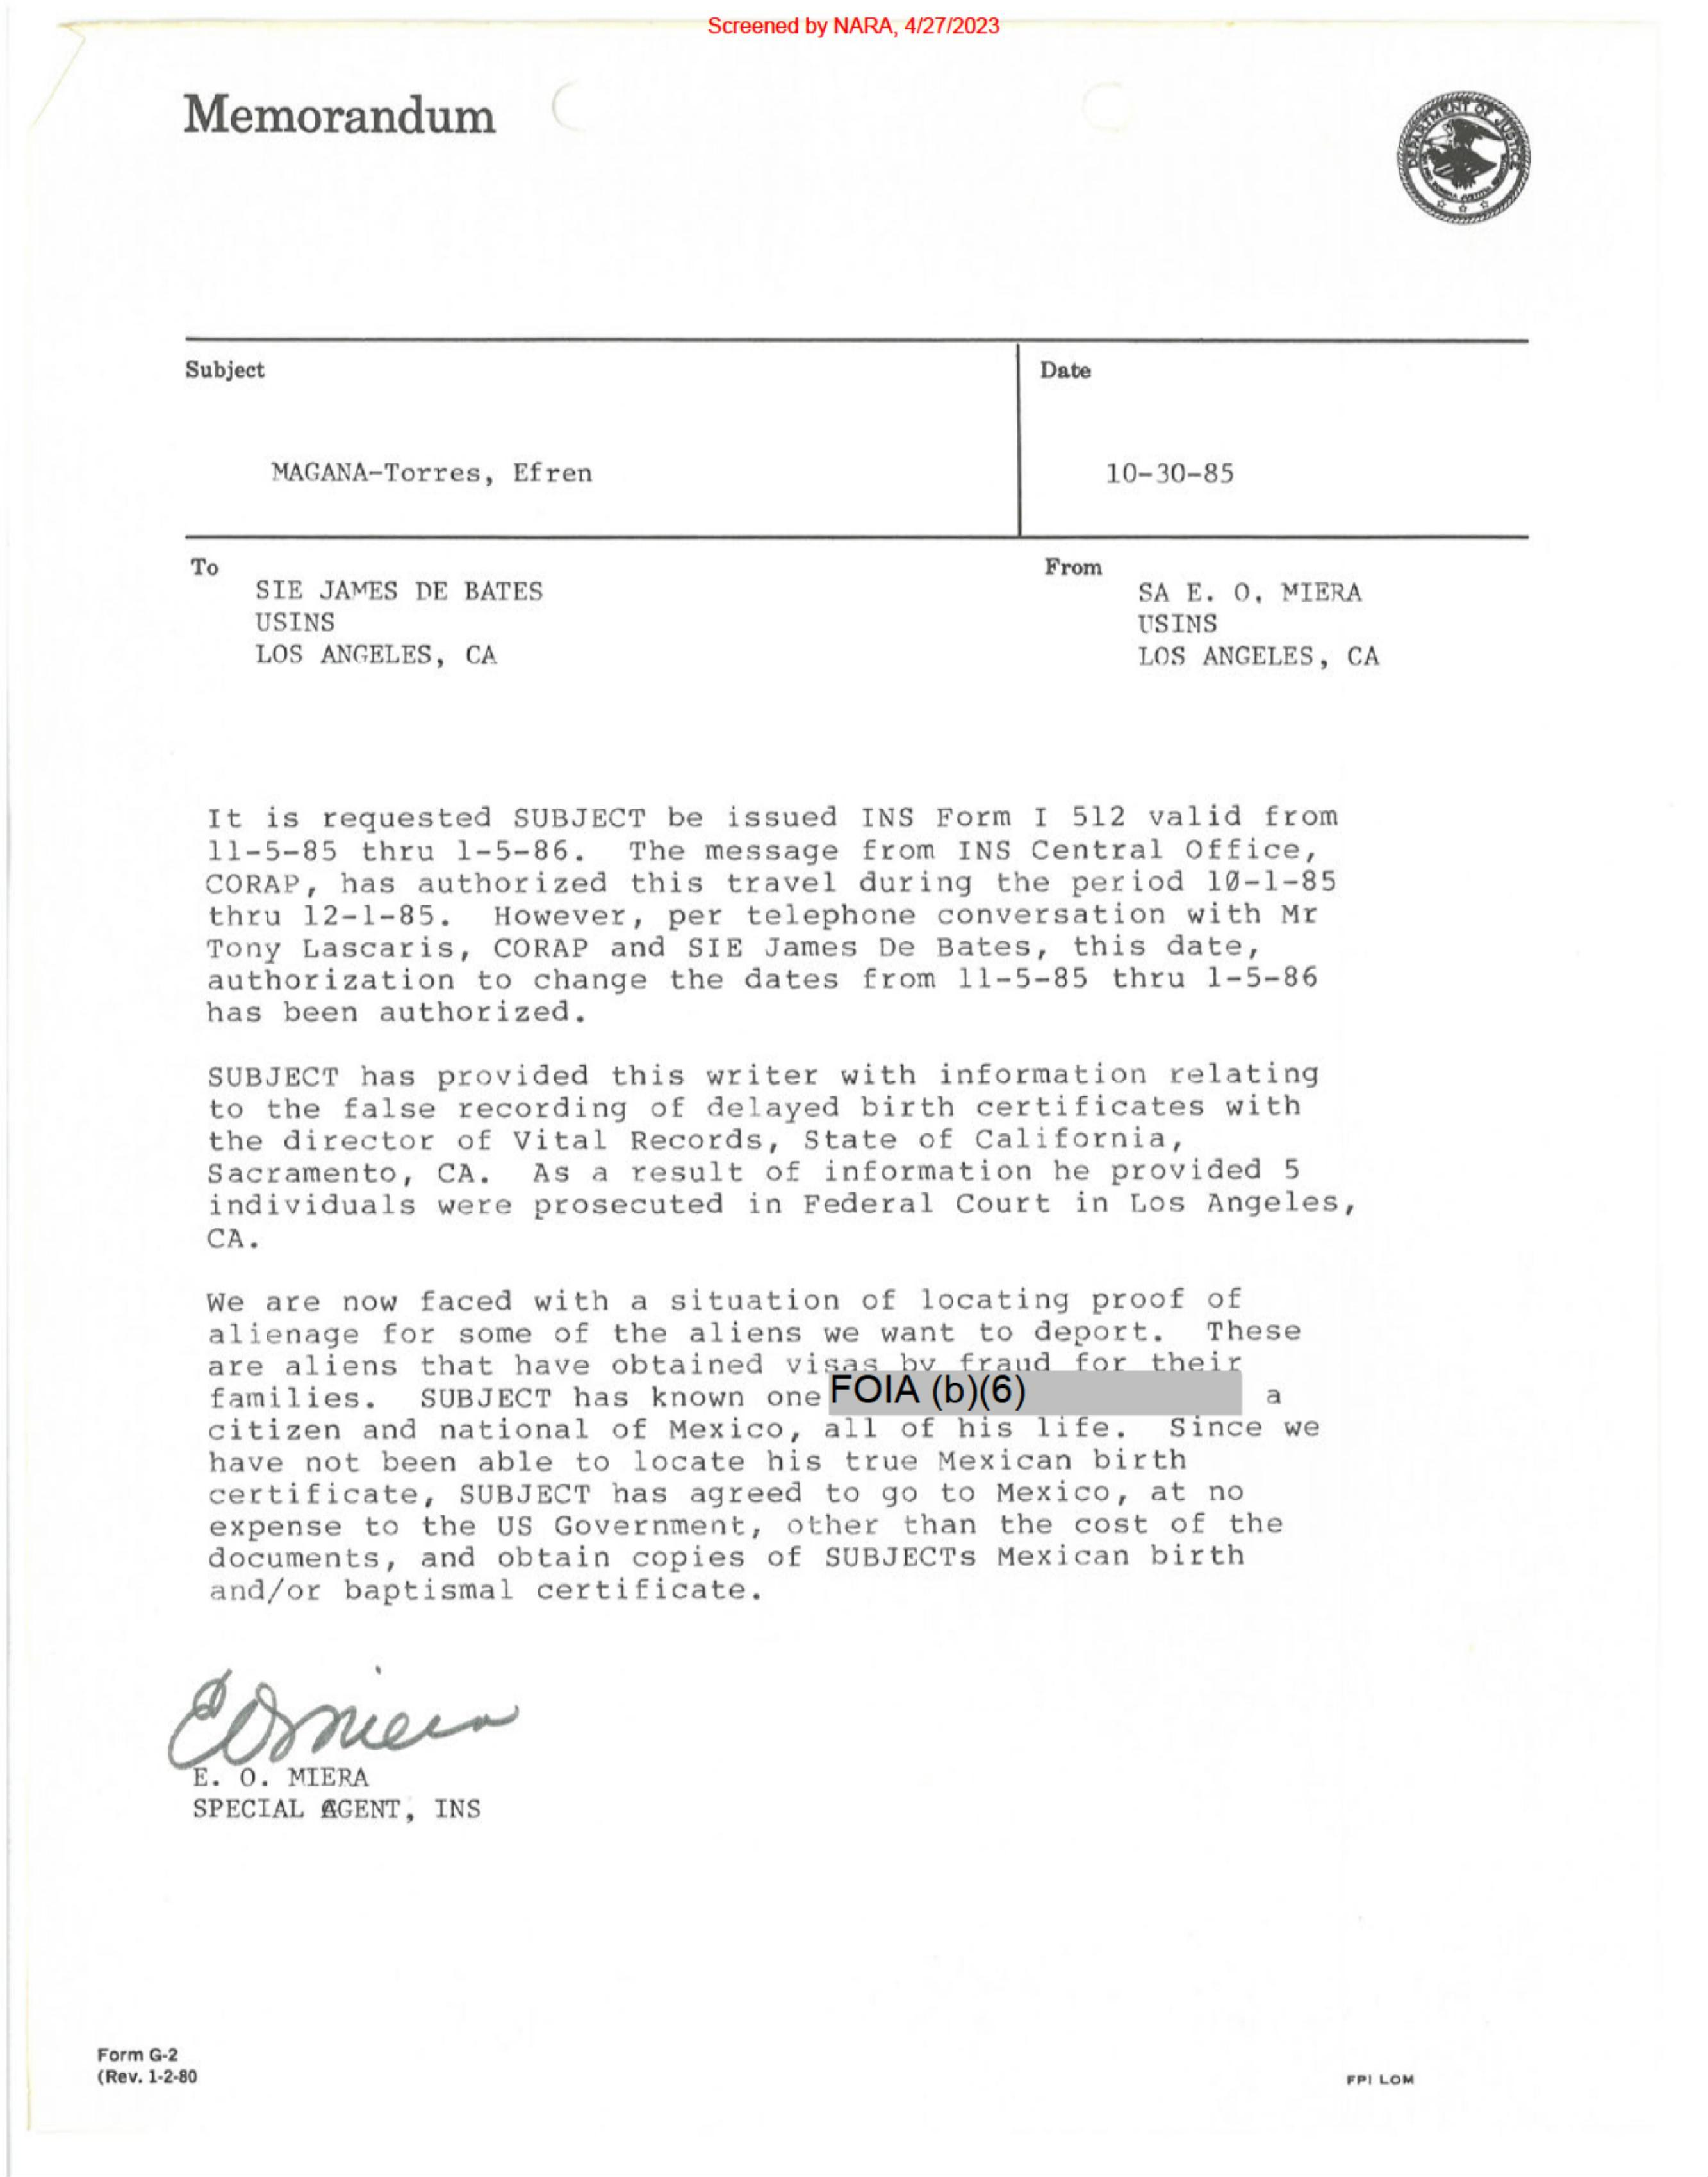 Screened by NARA, 4/27/2023
Memorandum
DEPARTMENT OF JUSTICE
Subject
Date
MAGANA-Torres, Efren
10-30-85
To
From
SIE JAMES DE BATES
USINS
LOS ANGELES, CA
SA E. O. MIERA
USINS
LOS ANGELES, CA
It is requested SUBJECT be issued INS Form I 512 valid from
11-5-85 thru 1-5-86. The message from INS Central Office,
CORAP, has authorized this travel during the period 10-1-85
thru 12-1-85. However, per telephone conversation with Mr
Tony Lascaris, CORAP and SIE James De Bates, this date,
authorization to change the dates from 11-5-85 thru 1-5-86
has been authorized.
SUBJECT has provided this writer with information relating
to the false recording of delayed birth certificates with
the director of Vital Records, State of California,
Sacramento, CA. As a result of information he provided 5
individuals were prosecuted in Federal Court in Los Angeles,
CA.
We are now faced with a situation of locating proof of
alienage for some of the aliens we want to deport. These
are aliens that have obtained visas by fraud for their
families. SUBJECT has known one FOIA (b)(6) a
citizen and national of Mexico, all of his life. Since we
have not been able to locate his true Mexican birth
certificate, SUBJECT has agreed to go to Mexico, at no
expense to the US Government, other than the cost of the
documents, and obtain copies of SUBJECTs Mexican birth
and/or baptismal certificate.
EOMiera
E. O. MIERA
SPECIAL AGENT, INS
Form G-2
(Rev. 1-2-80
FPI LOM